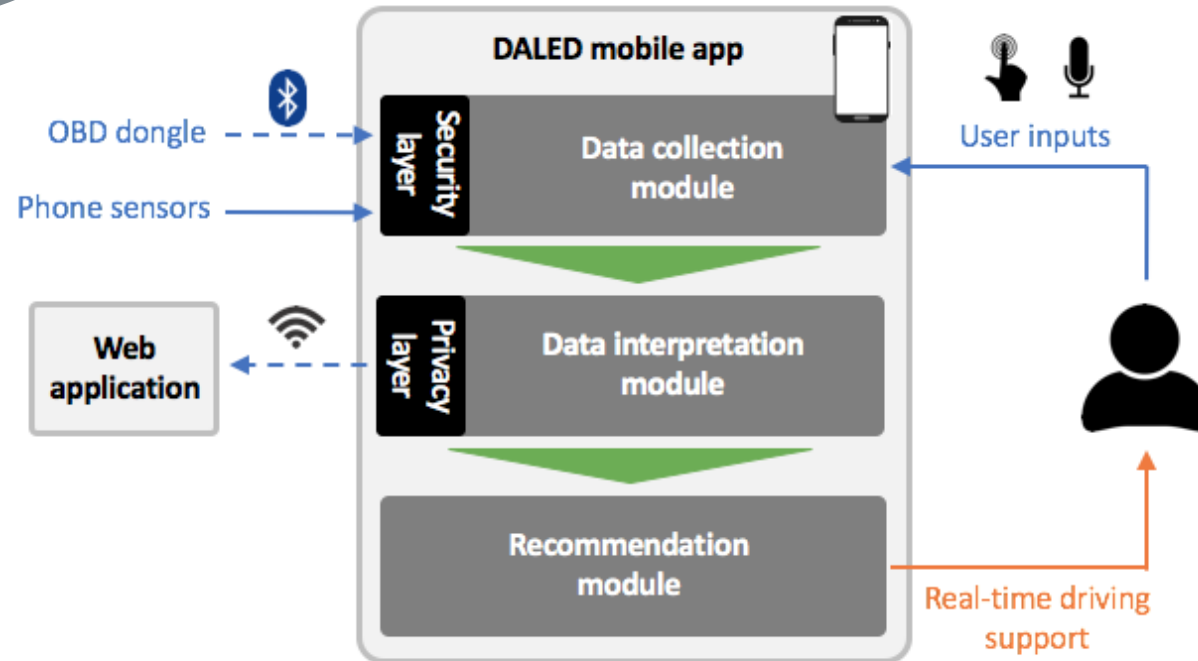 DALED mobile app
OBD dongle
Phone sensors
Security
layer
Data collection
module
User inputs
Web
application
Privacy
layer
Data interpretation
module
Recommendation
module
Real-time driving
support